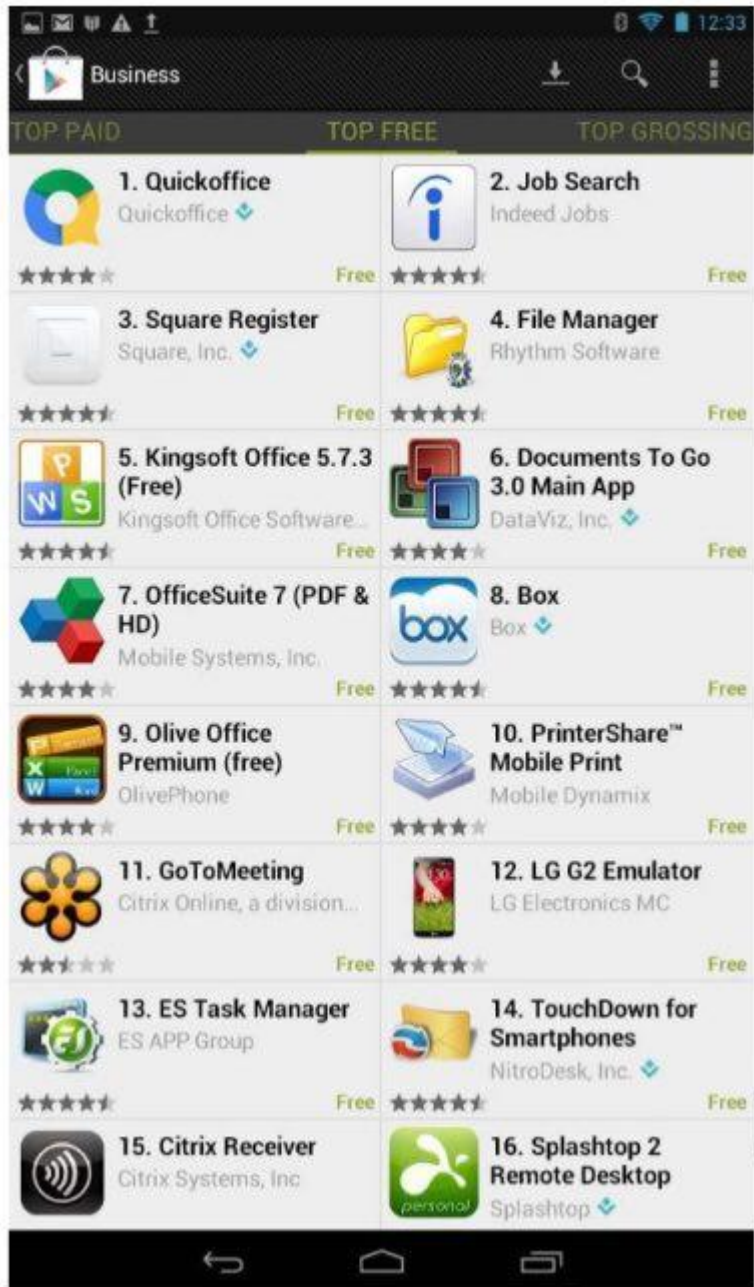 12:33
Business
TOP PAID TOP FREE TOP GROSSING
1. Quickoffice
Quickoffice
Free
2. Job Search
Indeed Jobs
Free
3. Square Register
Square, Inc.
Free
4. File Manager
Rhythm Software
Free
P
W S
5. Kingsoft Office 5.7.3
(Free)
Kingsoft Office Software...
Free
6. Documents To Go
3.0 Main App
DataViz, Inc.
Free
7. OfficeSuite 7 (PDF &
HD)
Mobile Systems, Inc.
Free
box
8. Box
Box
Free
P
X
W
9. Olive Office
Premium (free)
OlivePhone
Free
10. PrinterShare™
Mobile Print
Mobile Dynamix
Free
11. GoToMeeting
Citrix Online, a division...
Free
12. LG G2 Emulator
LG Electronics MC
Free
13. ES Task Manager
ES APP Group
Free
14. TouchDown for
Smartphones
NitroDesk, Inc.
Free
15. Citrix Receiver
Citrix Systems, Inc
personal
16. Splashtop 2
Remote Desktop
Splashtop